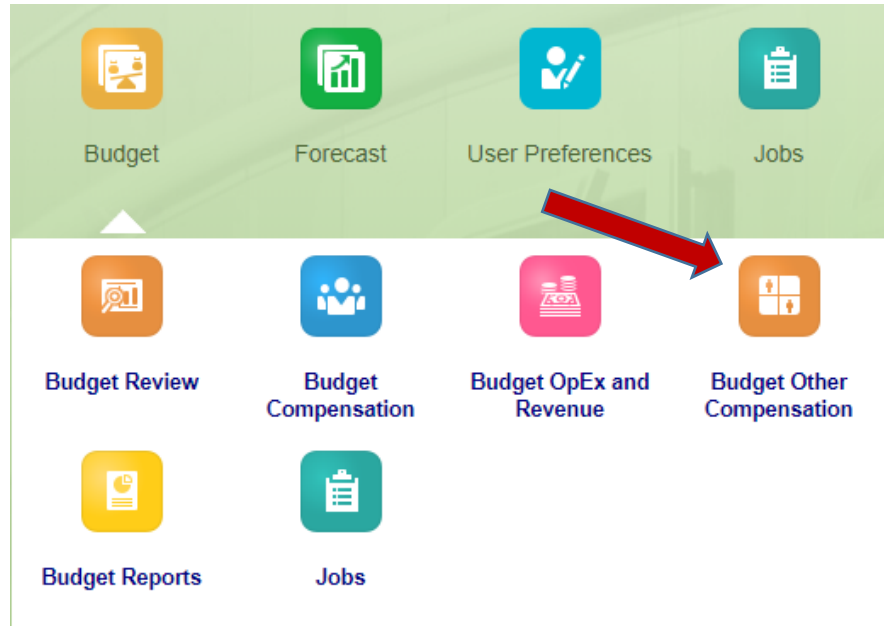 Budget
Forecast
User Preferences
Jobs
Budget Review
Budget
Compensation
Budget OpEx and
Revenue
Budget Other
Compensation
Budget Reports
Jobs